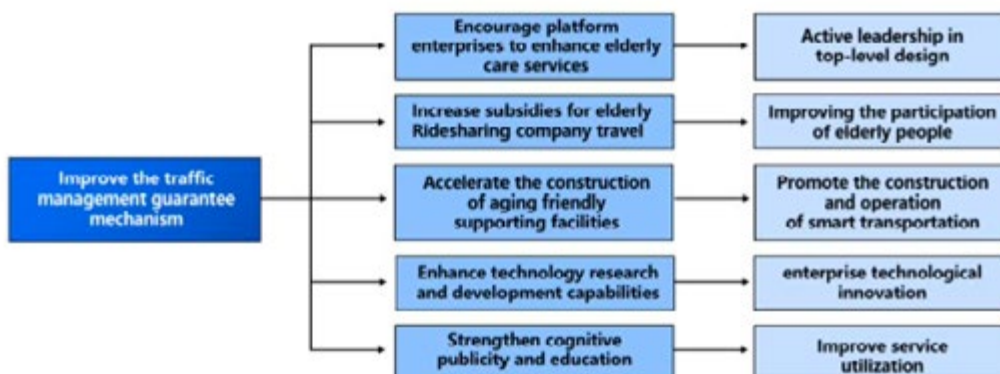 Improve the traffic
management guarantee
mechanism
Encourage platform
enterprises to enhance elderly
care services
Active leadership in
top-level design
Increase subsidies for elderly
Ridesharing company travel
Improving the participation
of elderly people
Accelerate the construction
of aging friendly
supporting facilities
Promote the construction
and operation
of smart transportation
Enhance technology research
and development capabilities
enterprise technological
innovation
Strengthen cognitive
publicity and education
Improve service
utilization